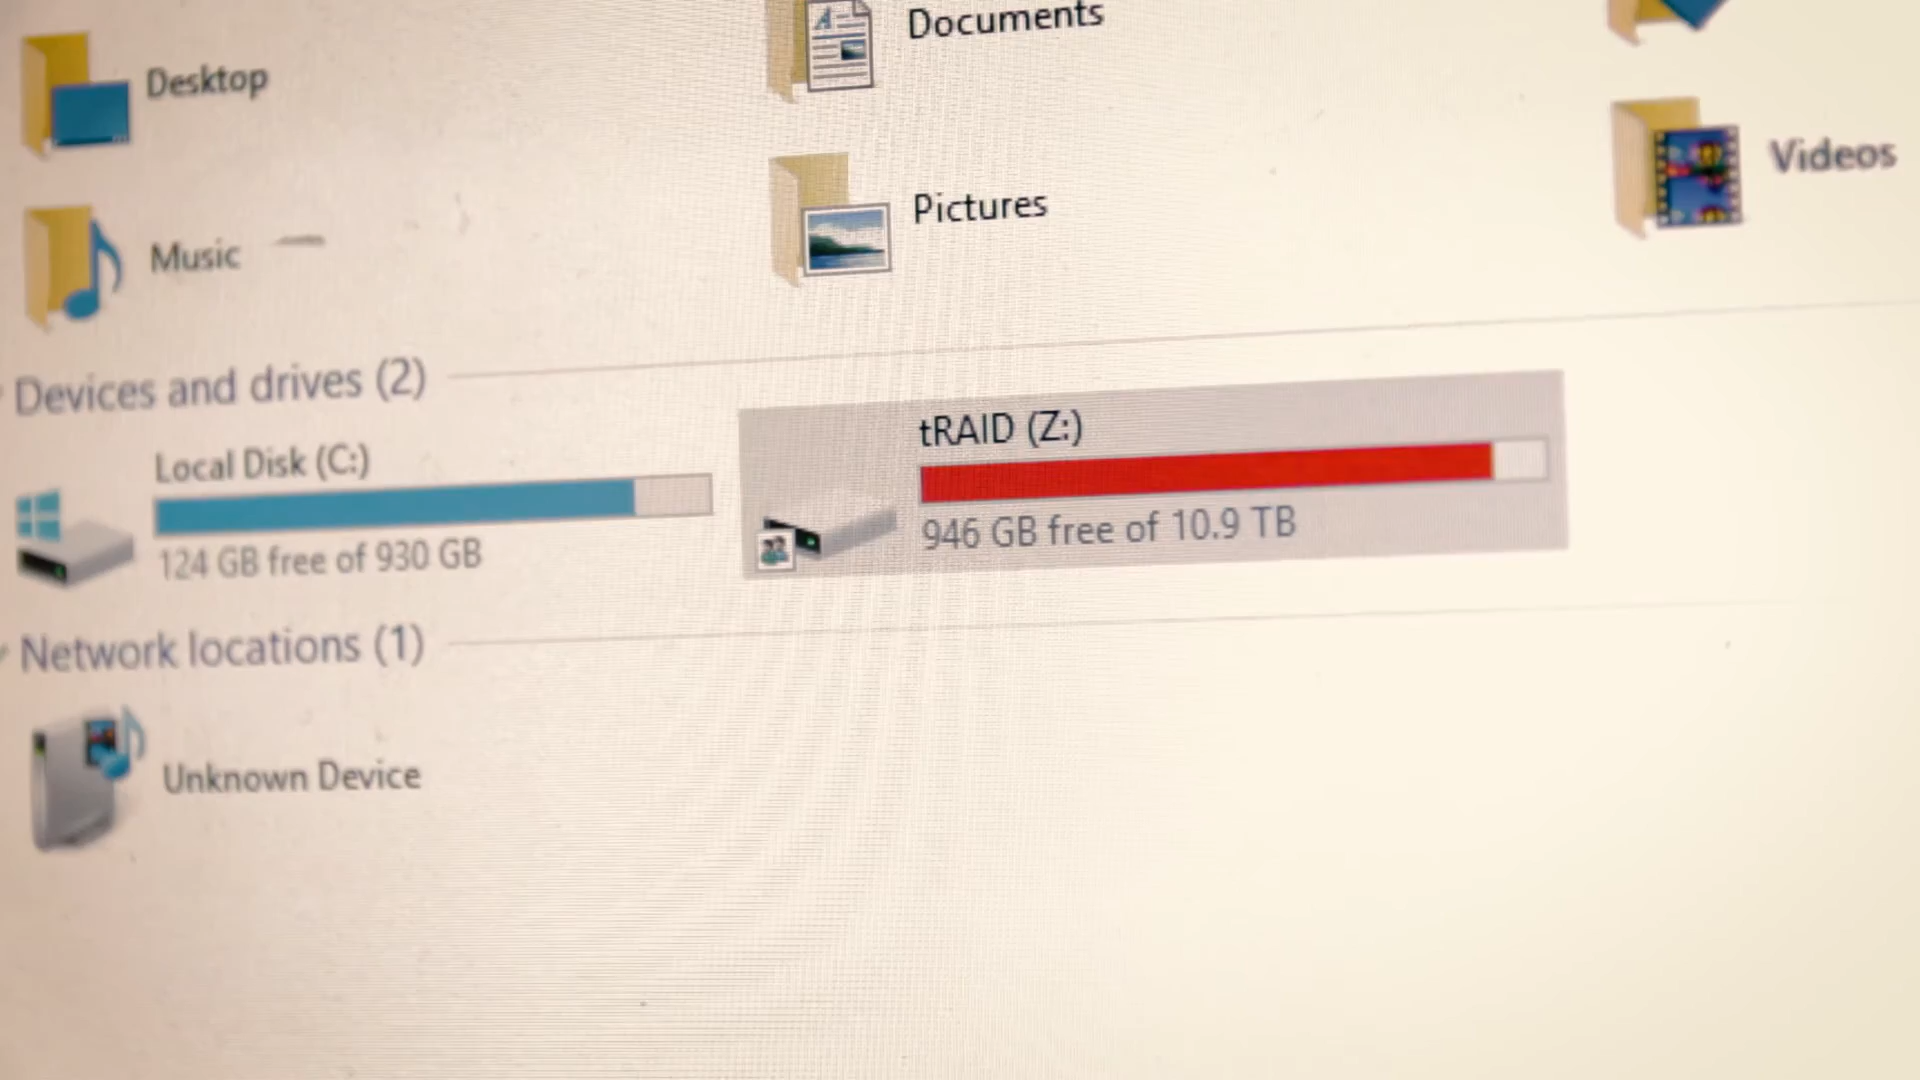 Documents
Desktop
Videos
Pictures
Music
Devices and drives (2)
Local Disk (C:)
124 GB free of 930 GB
tRAID (Z:)
946 GB free of 10.9 TB
Network locations (1)
Unknown Device